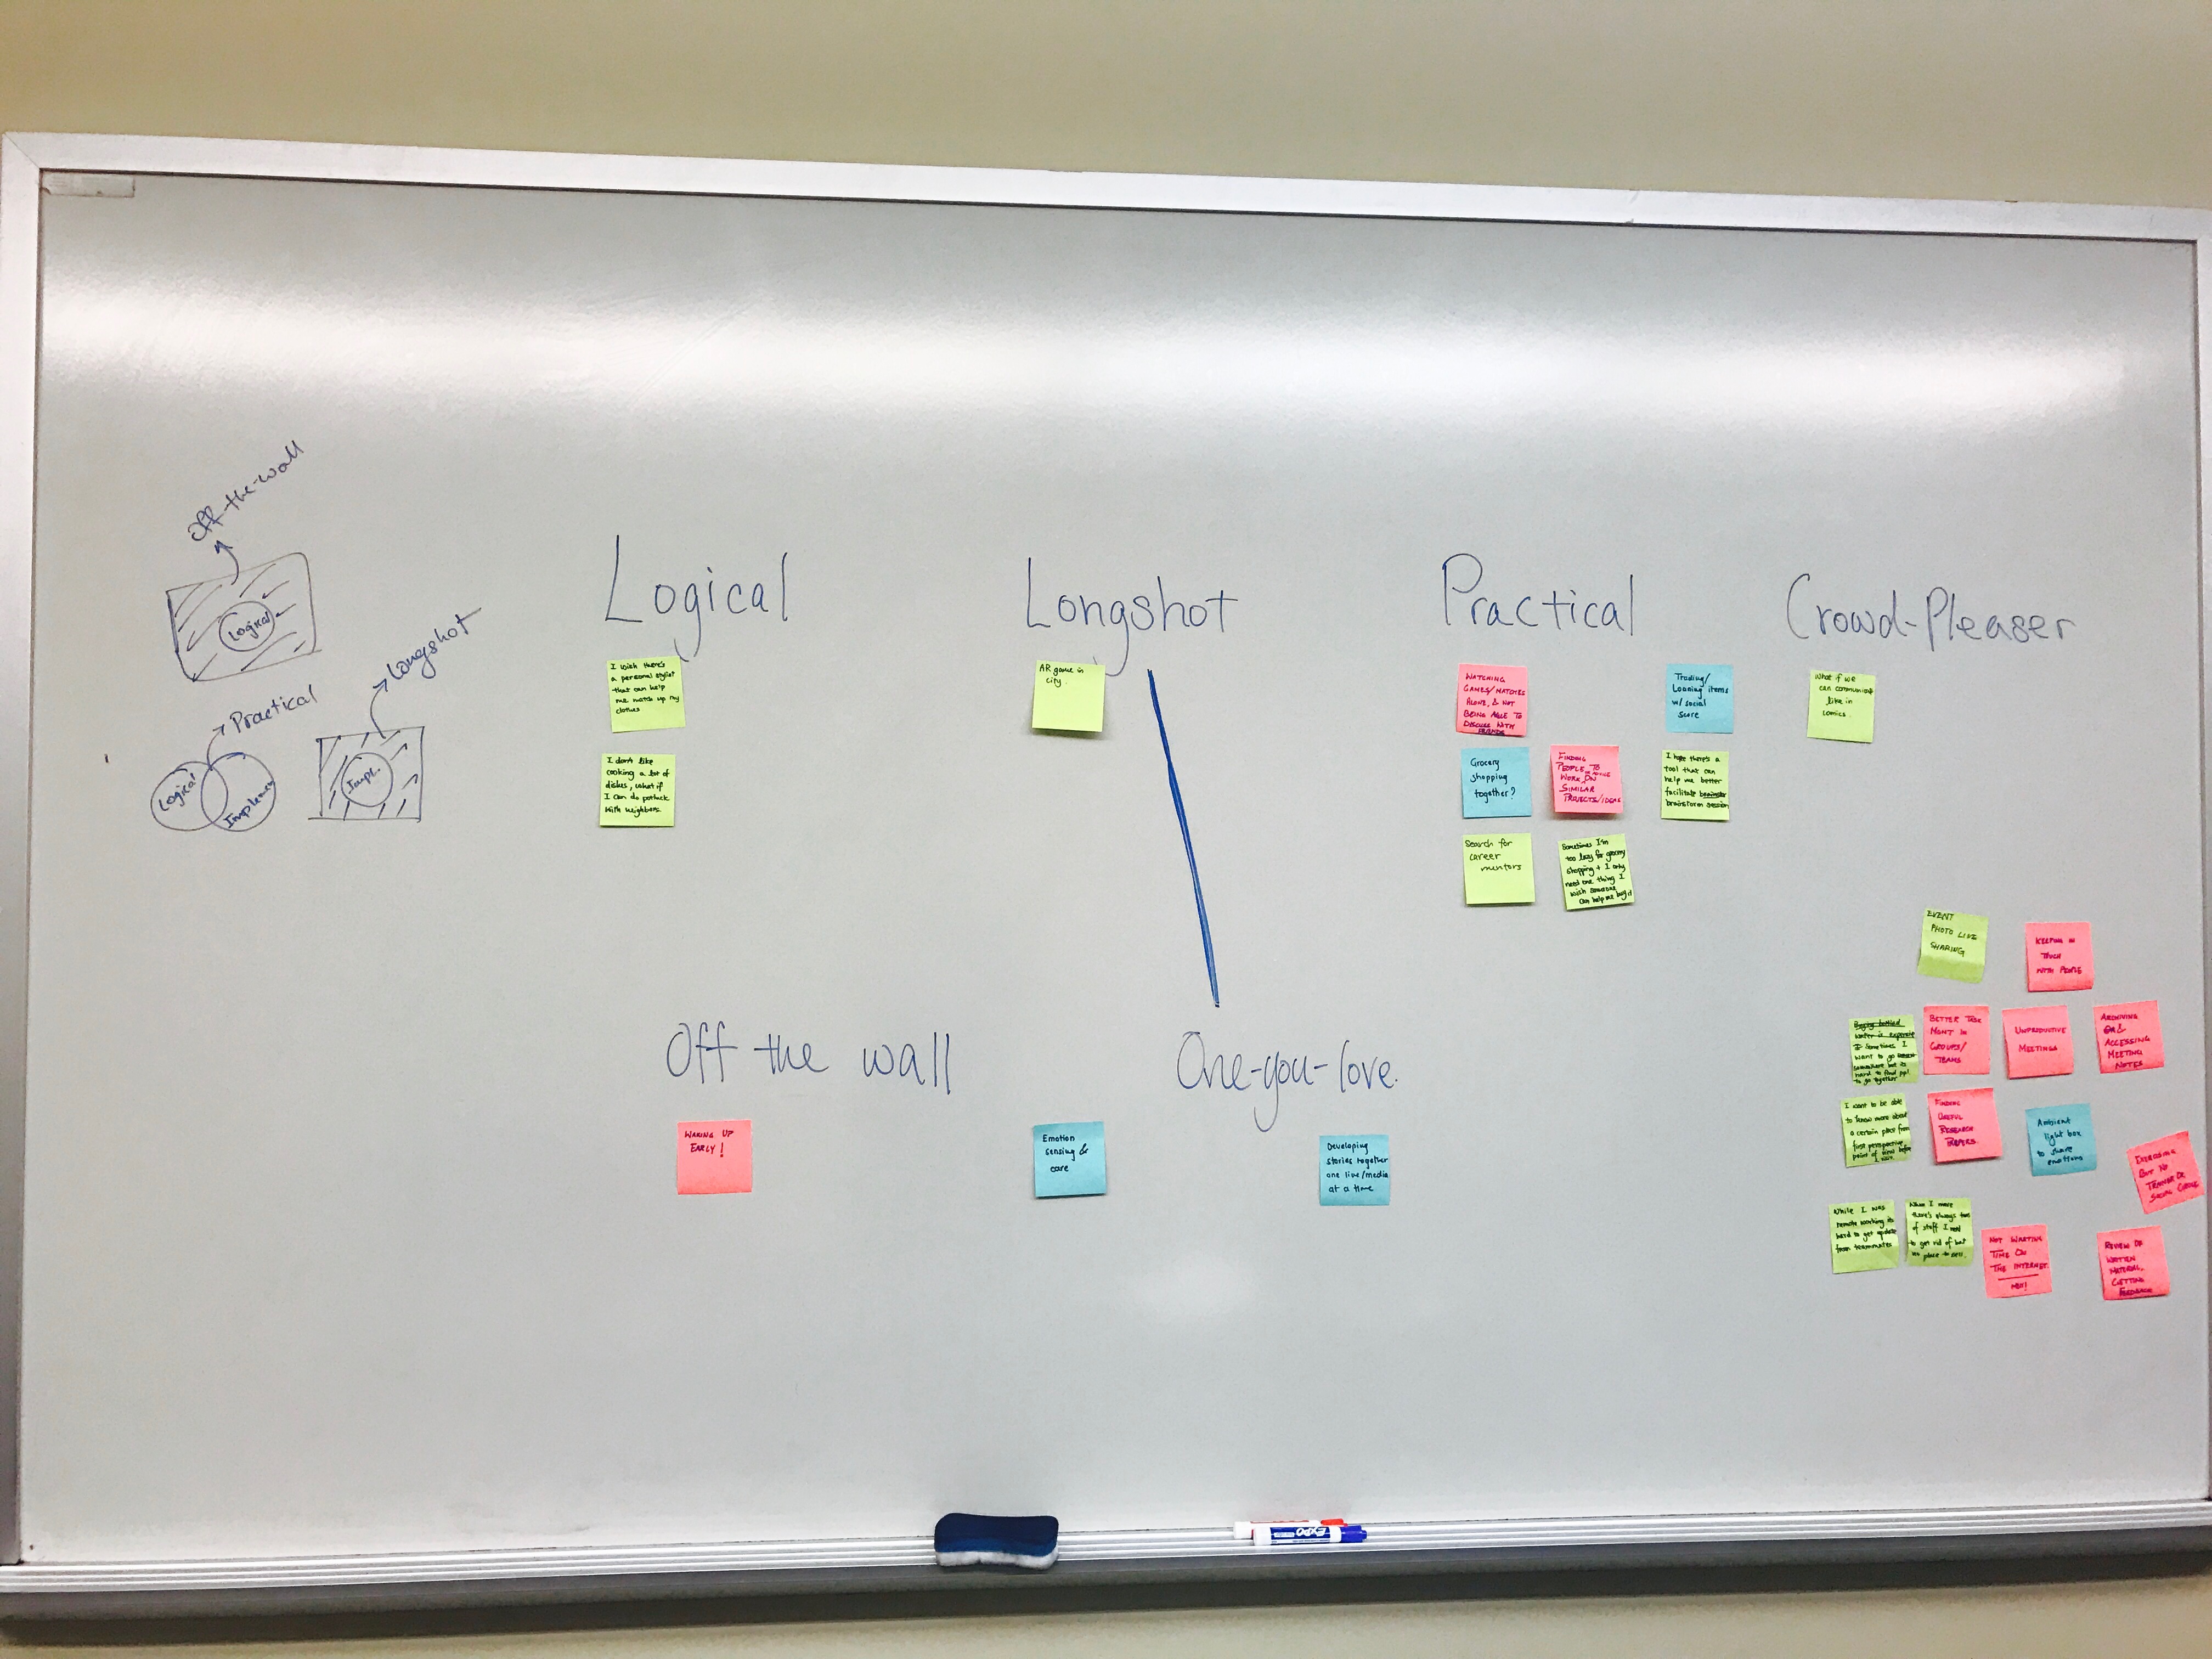 Off-the-wall
Logical
Longshot
Practical
Logical
Impl.
Logical
Longshot
Practical
Crowd-Pleaser
I wish there's
a personal stylist
that can help
me match up my
clothes
I don't like
cooking a lot of
dishes, what if
I can do potluck
with neighbors.
AR game in
city.
WATCHING
GAMES/MATCHES
ALONE, & NOT
BEING ABLE TO
DISCUSS WITH
FRIENDS
Trading/
Loaning items
w/ social
score
Grocery
shopping
together?
FINDING
PEOPLE TO
WORK ON
SIMILAR
PROJECTS/IDEAS
I hope there's a
tool that can
help me better
facilitate
brainstorm session
Search for
career
mentors
Sometimes I'm
too lazy for grocery
shopping & I only
need one thing I
wish someone
can help me buy it
What if we
can communicate
like in
comics.
Off the wall
One-you-love.
WAKING UP
EARLY!
Emotion
sensing &
care
Developing
stories together
one line/media
at a time
EVENT
PHOTO LIVE
SHARING
KEEPING IN
TOUCH
WITH PEOPLE
Buying bottled
water is expensive
Sometimes I
want to go
somewhere but it's
hard to find ppl
to go together
BETTER TASK
MGMT IN
GROUPS/
TEAMS
UNPRODUCTIVE
MEETINGS
ARCHIVING
&
ACCESSING
MEETING
NOTES
I want to be able
to know more about
a certain place from
first perspective
point of view before
FINDING
USEFUL
RESEARCH
PAPERS.
Ambient
light box
to share
emotions
EXERCISING
BUT NO
TRAINER OR
SOCIAL CIRCLE
While I was
remote working its
hard to get update
from teammates
When I move
there's always tons
of stuff I need
to get rid of but
no place to sell.
NOT WASTING
TIME ON
THE INTERNET
REVIEW OF
WRITTEN
MATERIAL,
GETTING
FEEDBACK
EXPO